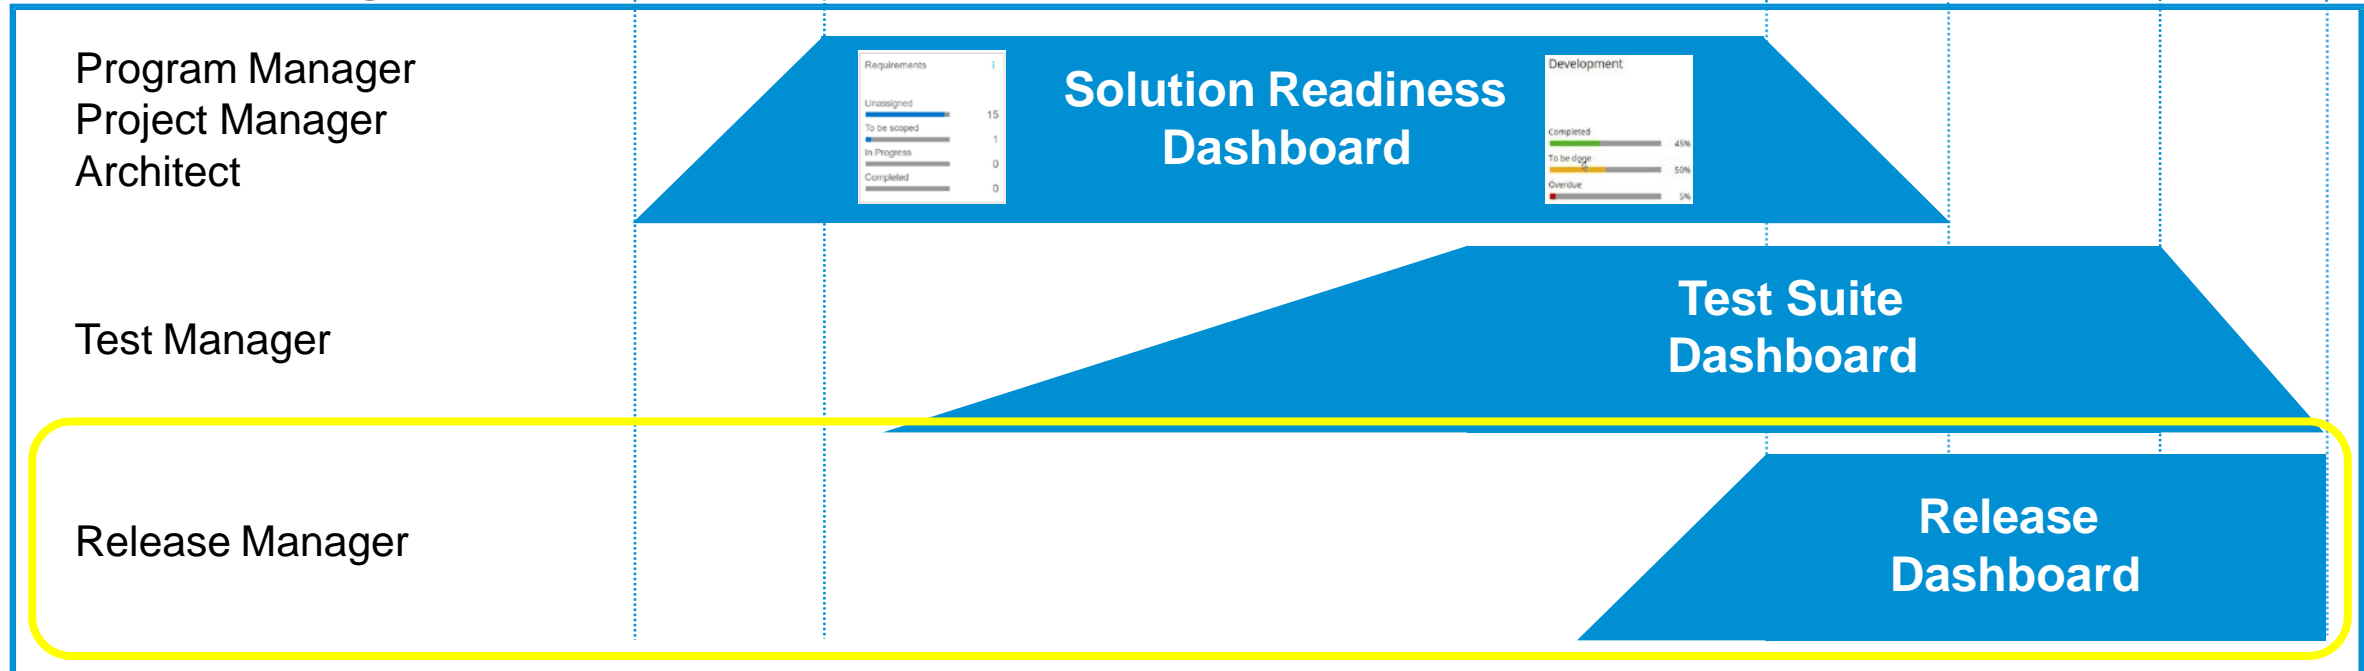 Program Manager
Project Manager
Architect
Requirements
Unassigned
15
To be scoped
1
In Progress
0
Completed
0
Solution Readiness
Dashboard
Development
Completed
45%
To be done
50%
Overdue
5%
Test Manager
Test Suite
Dashboard
Release Manager
Release
Dashboard